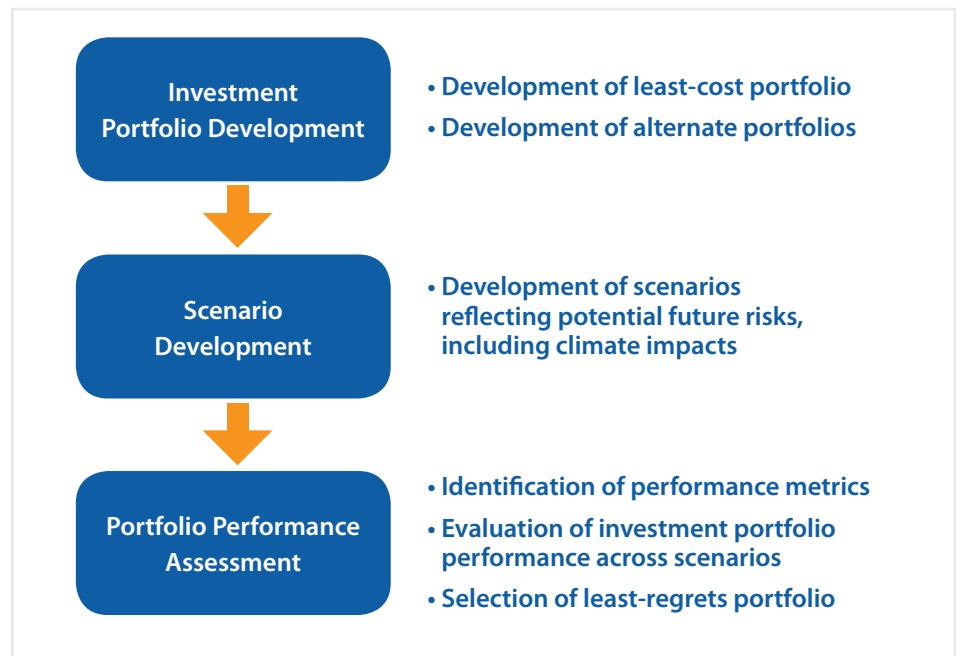 Investment
Portfolio Development
• Development of least-cost portfolio
• Development of alternate portfolios
Scenario
Development
• Development of scenarios
reflecting potential future risks,
including climate impacts
Portfolio Performance
Assessment
• Identification of performance metrics
• Evaluation of investment portfolio
performance across scenarios
• Selection of least-regrets portfolio